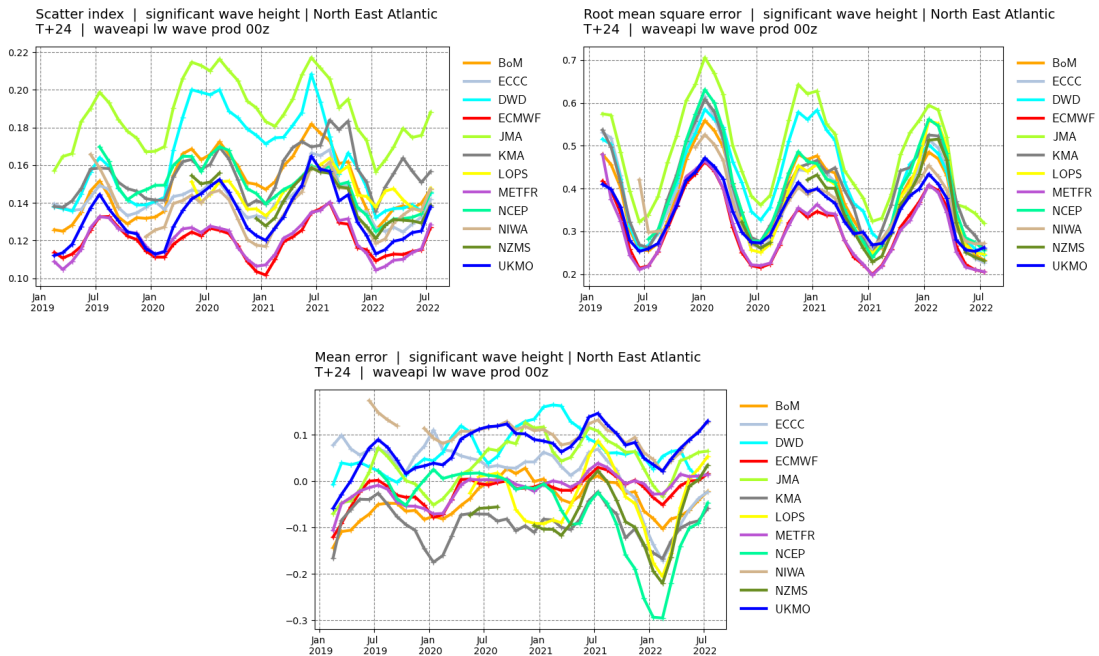 Scatter index | significant wave height | North East Atlantic
T+24 | waveapi lw wave prod 00z
0.22
0.20
0.18
0.16
0.14
0.12
0.10
Jan
2019
Jul
2019
Jan
2020
Jul
2020
Jan
2021
Jul
2021
Jan
2022
Jul
2022
BoM
ECCC
DWD
ECMWF
JMA
KMA
LOPS
METFR
NCEP
NIWA
NZMS
UKMO
Root mean square error | significant wave height | North East Atlantic
T+24 | waveapi lw wave prod 00z
0.7
0.6
0.5
0.4
0.3
0.2
Jan
2019
Jul
2019
Jan
2020
Jul
2020
Jan
2021
Jul
2021
Jan
2022
Jul
2022
BoM
ECCC
DWD
ECMWF
JMA
KMA
LOPS
METFR
NCEP
NIWA
NZMS
UKMO
Mean error | significant wave height | North East Atlantic
T+24 | waveapi lw wave prod 00z
0.1
0.0
−0.1
−0.2
−0.3
Jan
2019
Jul
2019
Jan
2020
Jul
2020
Jan
2021
Jul
2021
Jan
2022
Jul
2022
BoM
ECCC
DWD
ECMWF
JMA
KMA
LOPS
METFR
NCEP
NIWA
NZMS
UKMO